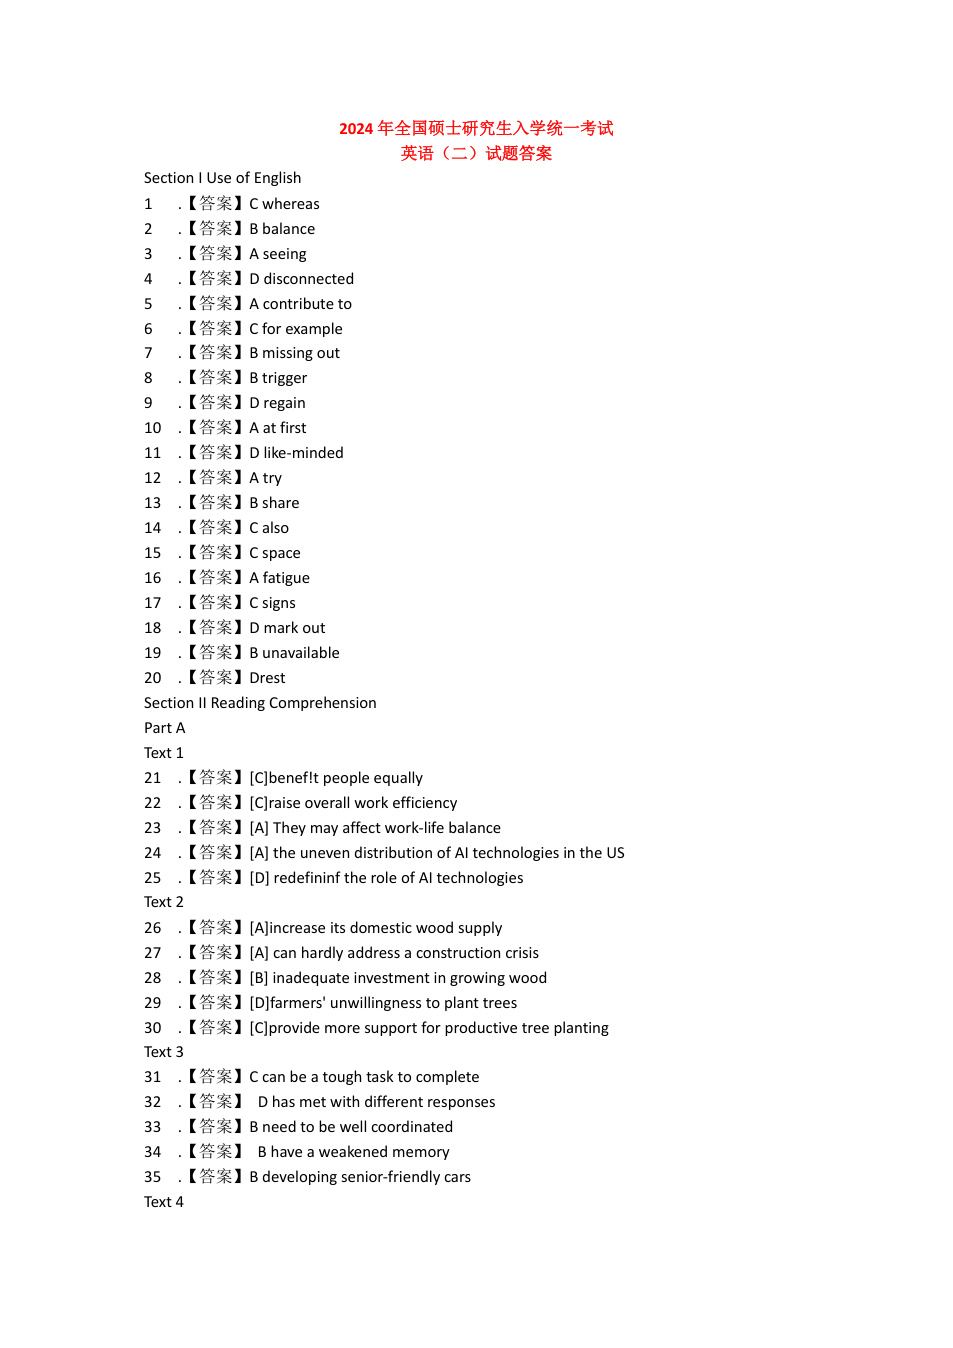 2024 年全国硕士研究生入学统一考试
英语（二）试题答案
Section I Use of English
1 .【答案】C whereas
2 .【答案】B balance
3 .【答案】A seeing
4 .【答案】D disconnected
5 .【答案】A contribute to
6 .【答案】C for example
7 .【答案】B missing out
8 .【答案】B trigger
9 .【答案】D regain
10 .【答案】A at first
11 .【答案】D like-minded
12 .【答案】A try
13 .【答案】B share
14 .【答案】C also
15 .【答案】C space
16 .【答案】A fatigue
17 .【答案】C signs
18 .【答案】D mark out
19 .【答案】B unavailable
20 .【答案】Drest
Section II Reading Comprehension
Part A
Text 1
21 .【答案】[C]benef!t people equally
22 .【答案】[C]raise overall work efficiency
23 .【答案】[A] They may affect work-life balance
24 .【答案】[A] the uneven distribution of AI technologies in the US
25 .【答案】[D] redefininf the role of AI technologies
Text 2
26 .【答案】[A]increase its domestic wood supply
27 .【答案】[A] can hardly address a construction crisis
28 .【答案】[B] inadequate investment in growing wood
29 .【答案】[D]farmers' unwillingness to plant trees
30 .【答案】[C]provide more support for productive tree planting
Text 3
31 .【答案】C can be a tough task to complete
32 .【答案】 D has met with different responses
33 .【答案】B need to be well coordinated
34 .【答案】 B have a weakened memory
35 .【答案】B developing senior-friendly cars
Text 4